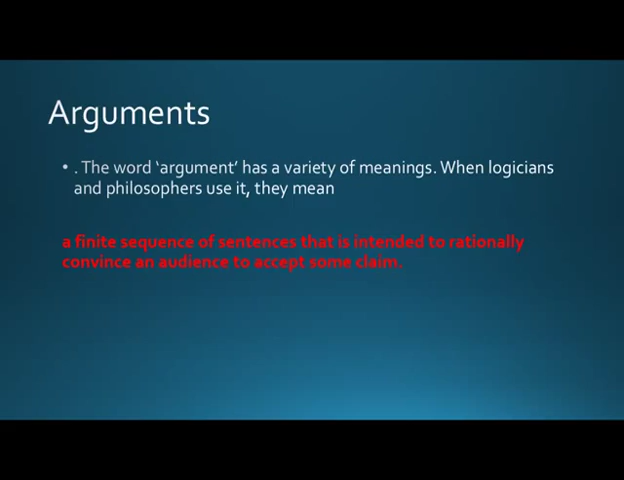 Arguments
• . The word ‘argument’ has a variety of meanings. When logicians
and philosophers use it, they mean
a finite sequence of sentences that is intended to rationally
convince an audience to accept some claim.